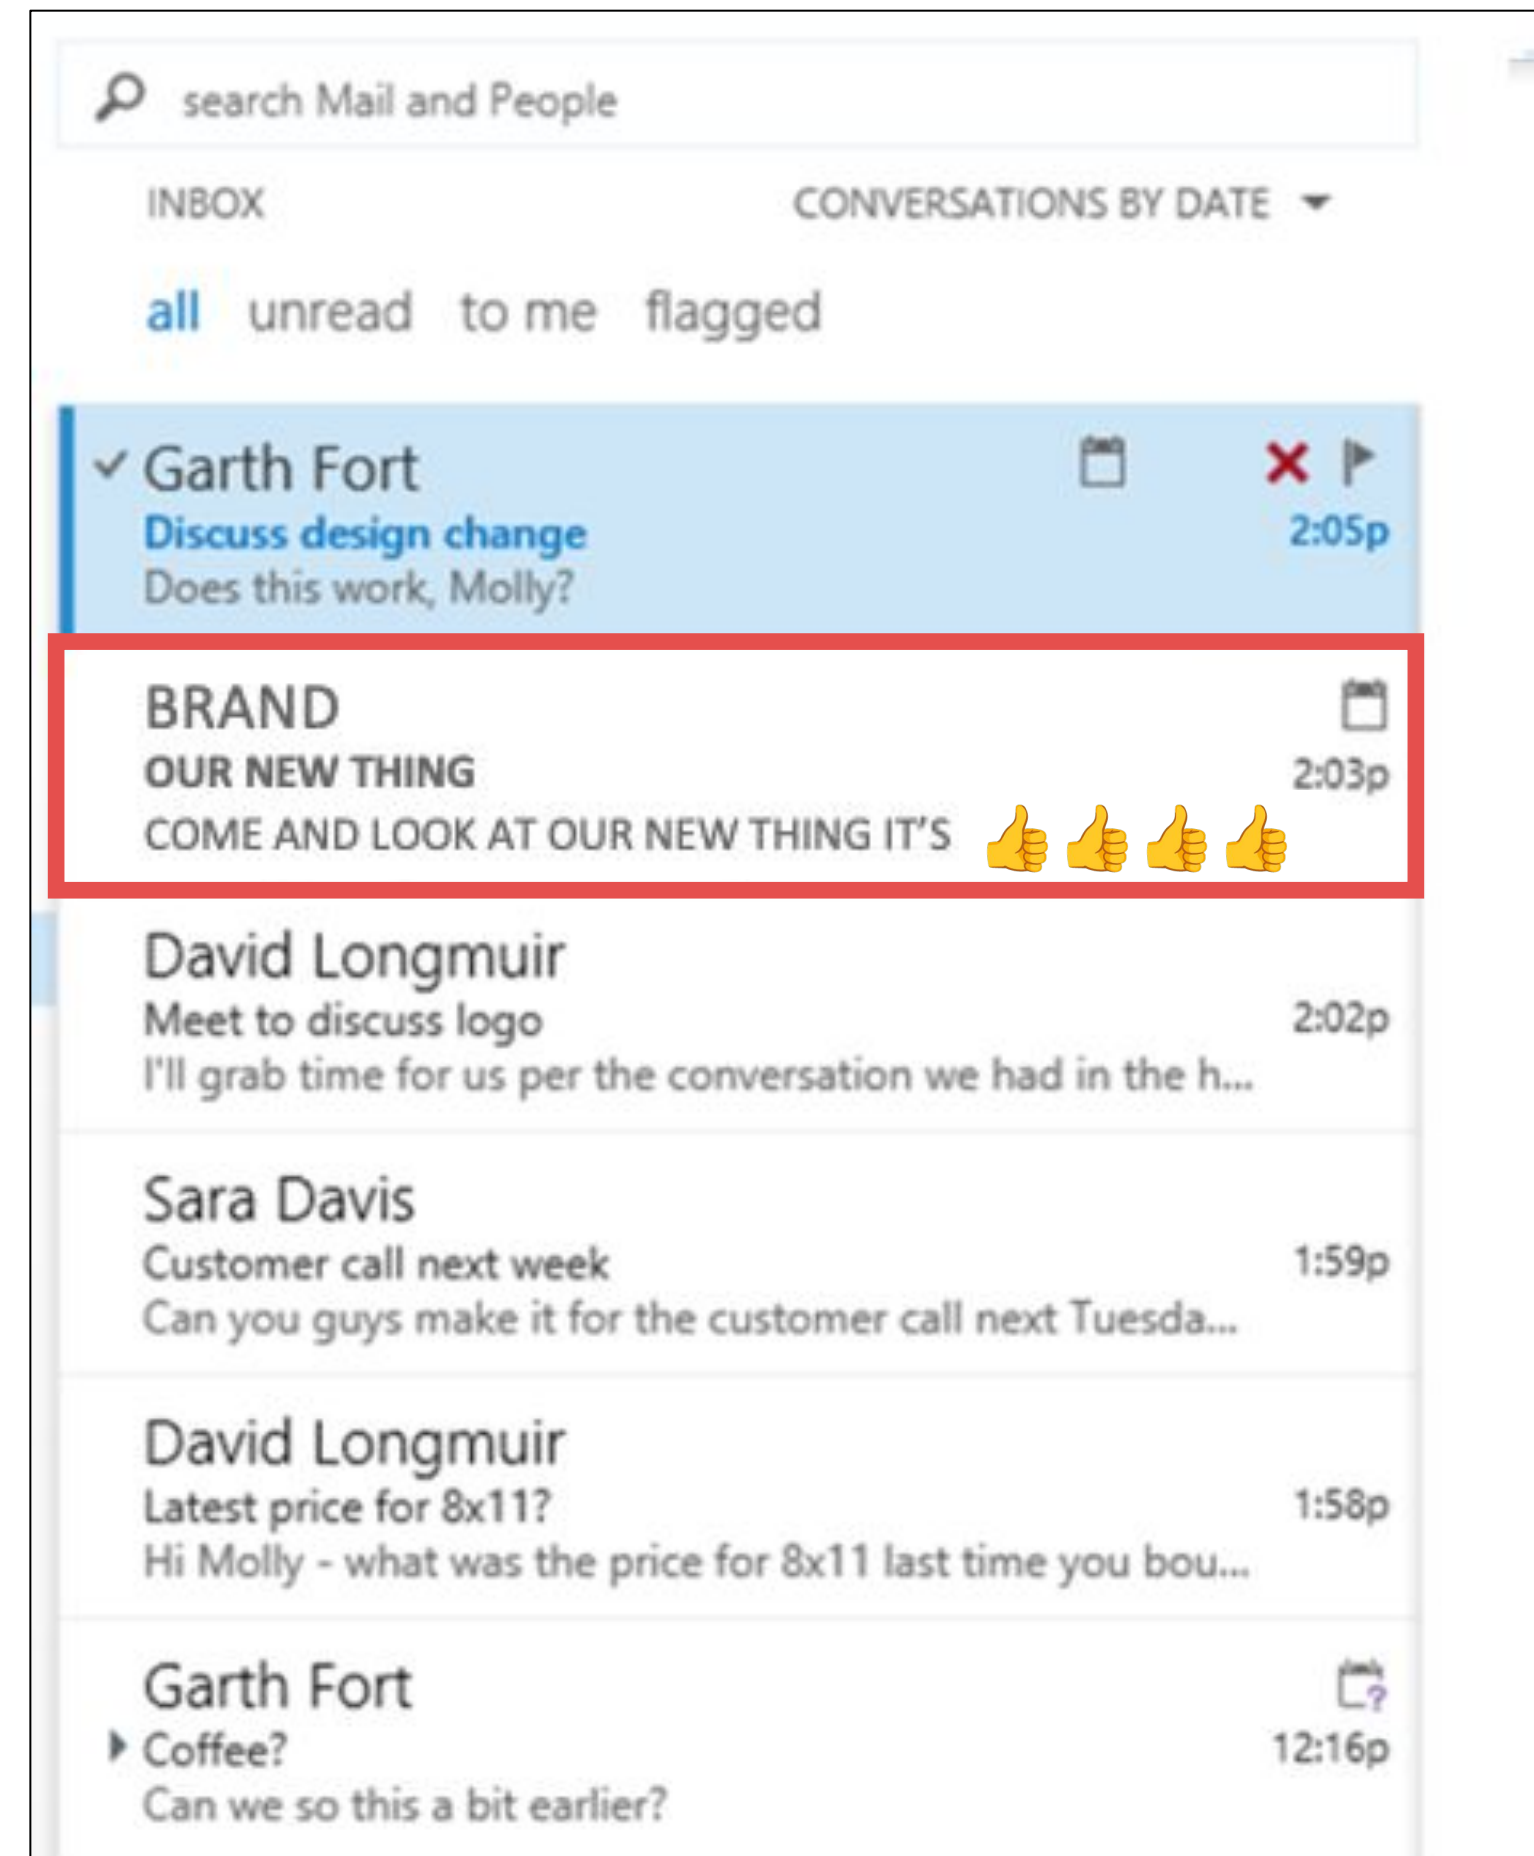 search Mail and People
INBOX CONVERSATIONS BY DATE
all unread to me flagged
Garth Fort
Discuss design change 2:05p
Does this work, Molly?
BRAND
OUR NEW THING 2:03p
COME AND LOOK AT OUR NEW THING IT'S 👍👍👍👍
David Longmuir
Meet to discuss logo 2:02p
I'll grab time for us per the conversation we had in the h...
Sara Davis
Customer call next week 1:59p
Can you guys make it for the customer call next Tuesda...
David Longmuir
Latest price for 8x11? 1:58p
Hi Molly - what was the price for 8x11 last time you bou...
Garth Fort
Coffee? 12:16p
Can we so this a bit earlier?